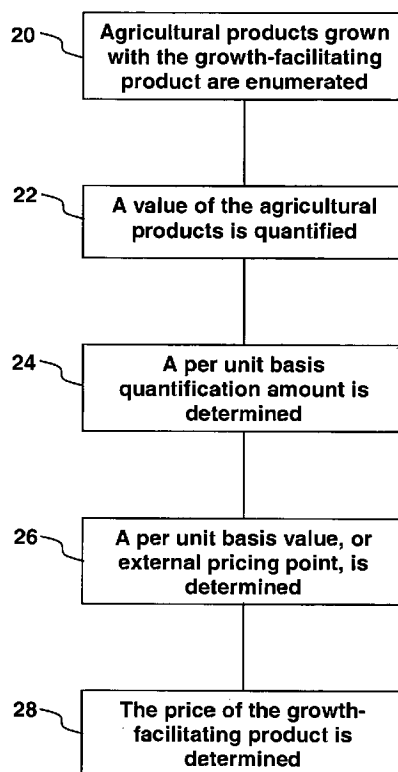 20
Agricultural products grown
with the growth-facilitating
product are enumerated
22
A value of the agricultural
products is quantified
24
A per unit basis
quantification amount is
determined
26
A per unit basis value, or
external pricing point, is
determined
28
The price of the growth-
facilitating product is
determined